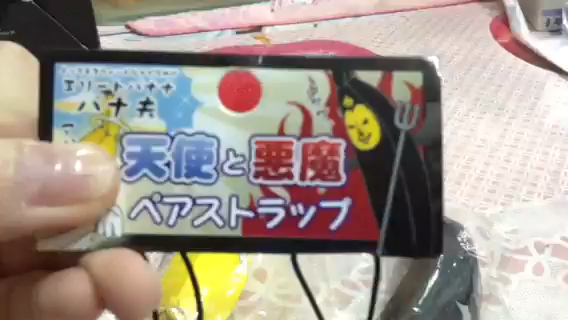 エリートバナナ
バナ夫
天使と悪魔
ペアストラップ